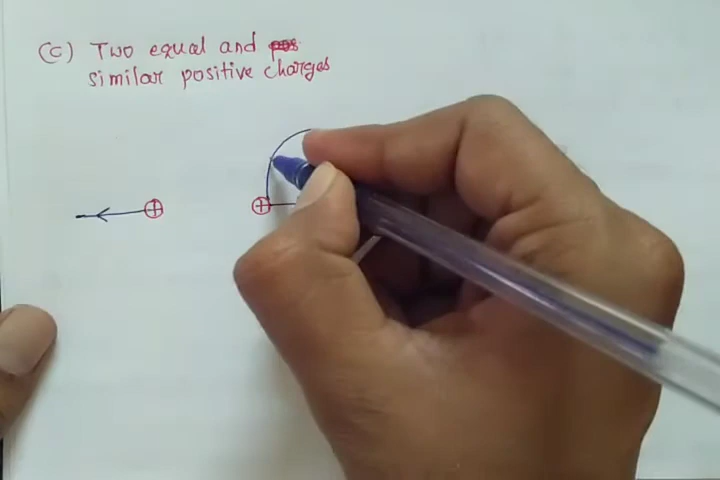 (c) Two equal and
similar positive charges